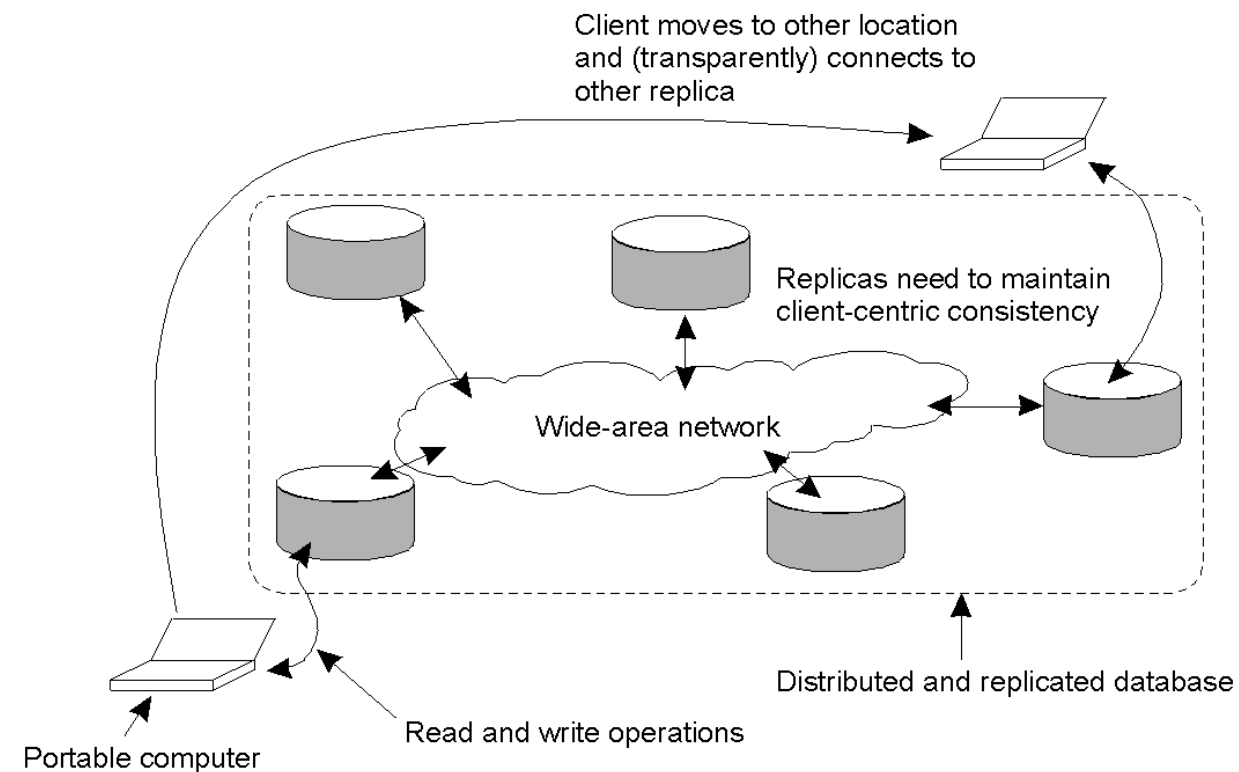 Client moves to other location
and (transparently) connects to
other replica
Replicas need to maintain
client-centric consistency
Wide-area network
Distributed and replicated database
Read and write operations
Portable computer